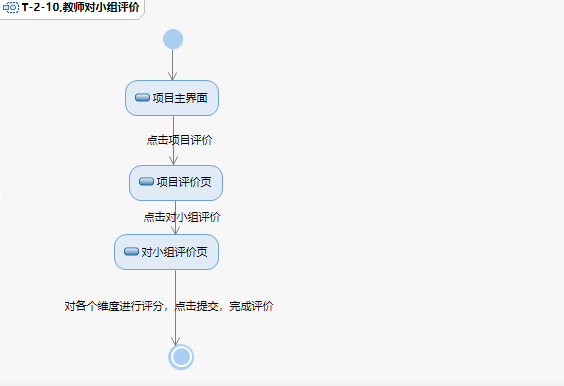 T-2-10,教师对小组评价
项目主界面
点击项目评价
项目评价页
点击对小组评价
对小组评价页
对各个维度进行评分，点击提交，完成评价